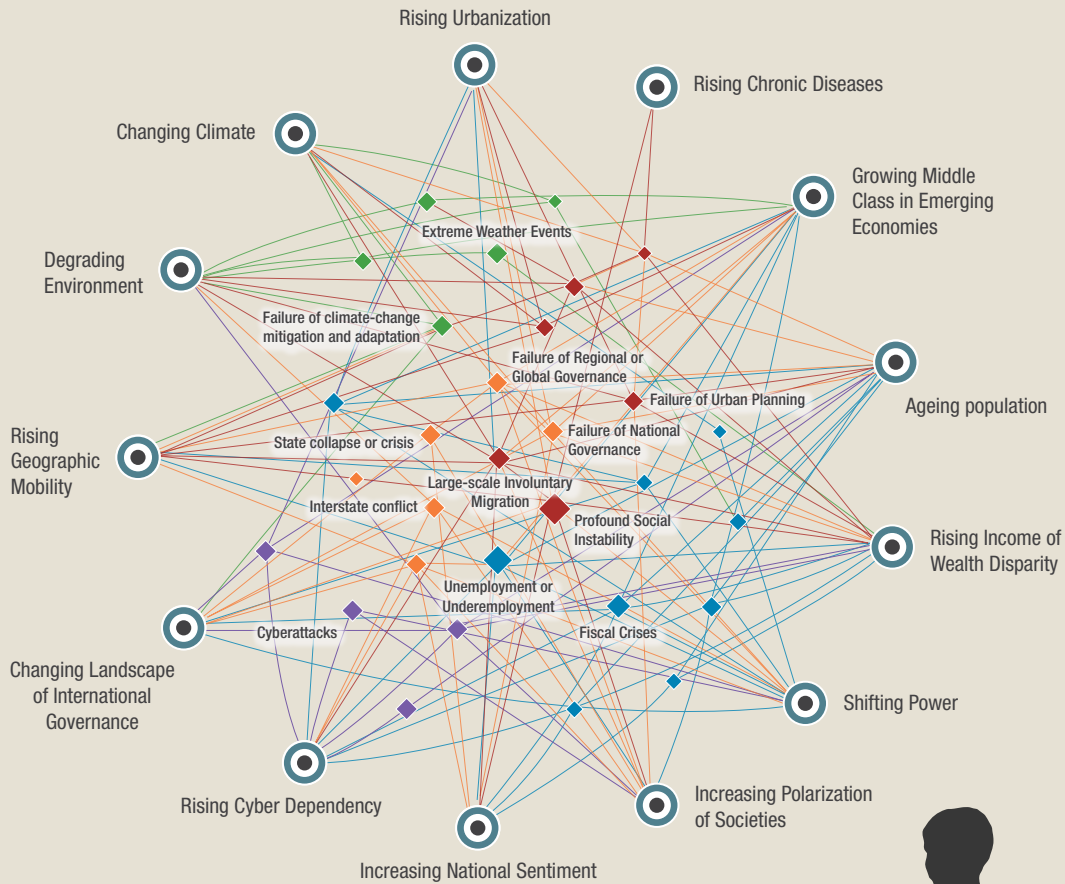 Rising Urbanization
Rising Chronic Diseases
Changing Climate
Growing Middle
Class in Emerging
Economies
Extreme Weather Events
Degrading
Environment
Failure of climate-change
mitigation and adaptation
Failure of Regional or
Global Governance
Failure of Urban Planning
Ageing population
Rising
Geographic
Mobility
State collapse or crisis
Failure of National
Governance
Large-scale Involuntary
Migration
Interstate conflict
Profound Social
Instability
Rising Income of
Wealth Disparity
Unemployment or
Underemployment
Cyberattacks
Fiscal Crises
Changing Landscape
of International
Governance
Shifting Power
Rising Cyber Dependency
Increasing Polarization
of Societies
Increasing National Sentiment